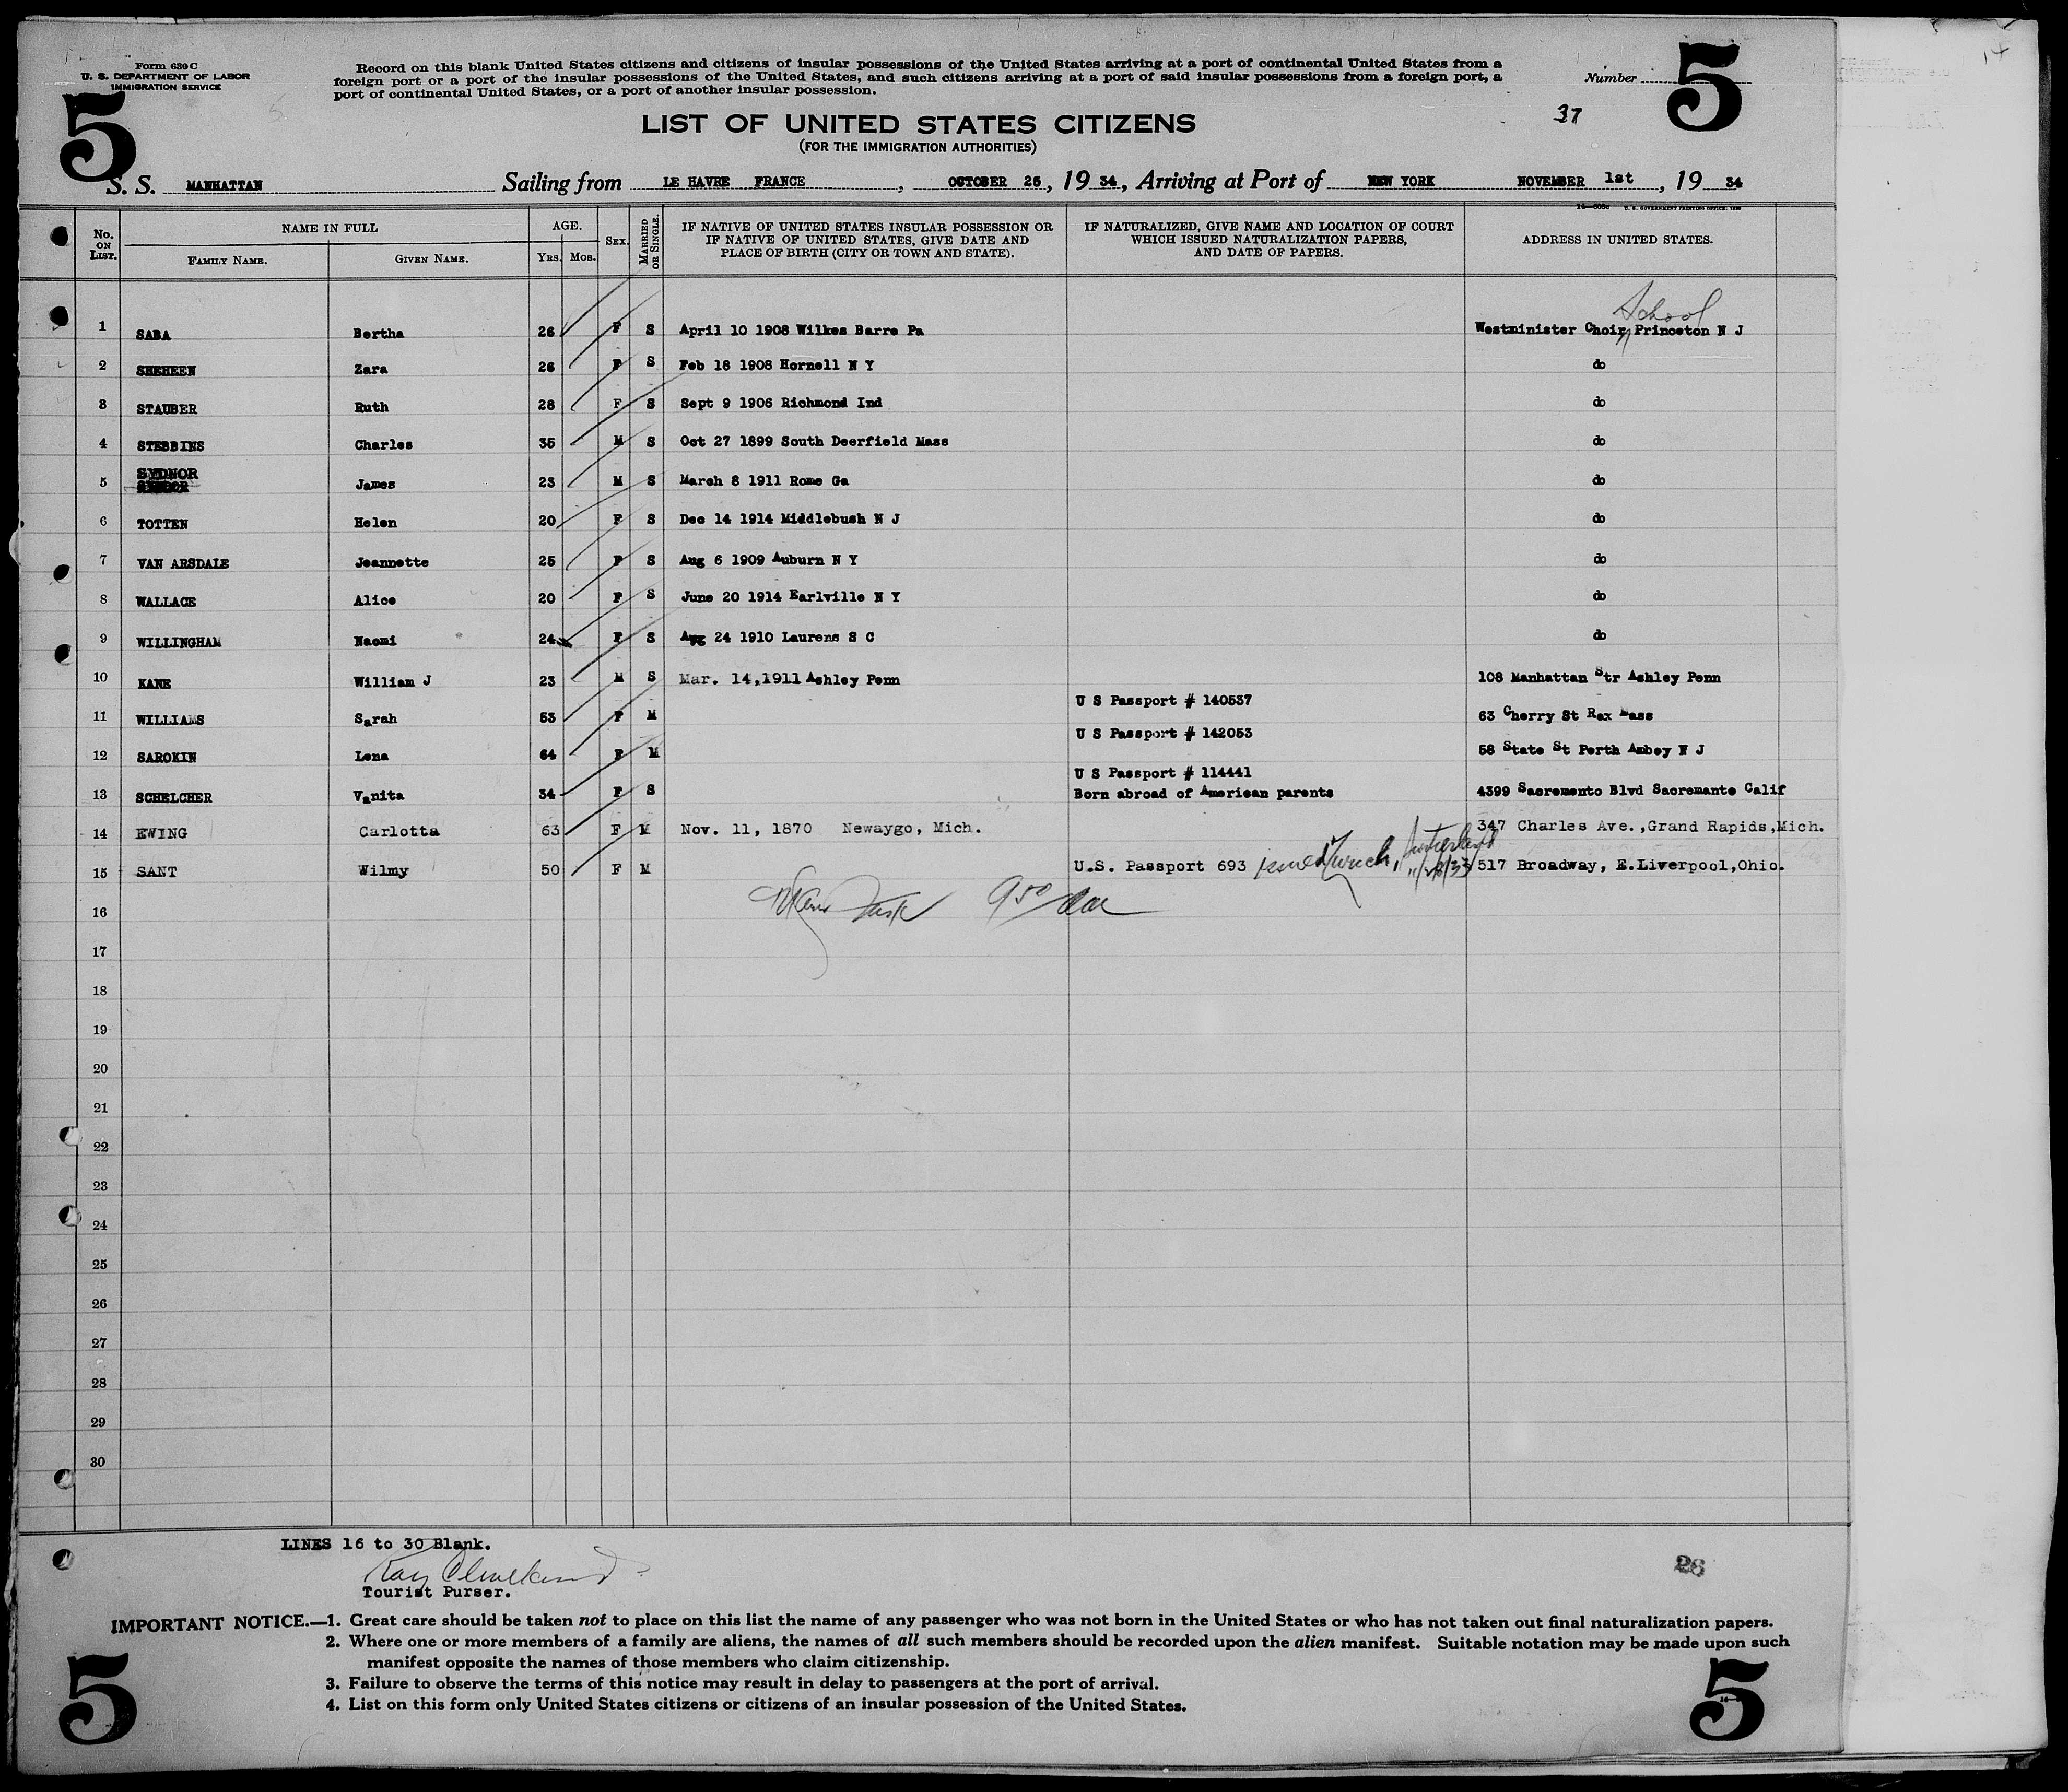 Form 630 C
U. S. DEPARTMENT OF LABOR
IMMIGRATION SERVICE
5
Record on this blank United States citizens and citizens of insular possessions of the United States arriving at a port of continental United States from a
foreign port or a port of the insular possessions of the United States, and such citizens arriving at a port of said insular possessions from a foreign port, a
port of continental United States, or a port of another insular possession.
Number 5
37
LIST OF UNITED STATES CITIZENS
(FOR THE IMMIGRATION AUTHORITIES)
S. S. MANHATTAN Sailing from LE HAVRE FRANCE, OCTOBER 25, 19 34, Arriving at Port of NEW YORK NOVEMBER 1st, 19 34
No. ON LIST. NAME IN FULL AGE. SEX. MARRIED OR SINGLE. IF NATIVE OF UNITED STATES INSULAR POSSESSION OR IF NATIVE OF UNITED STATES, GIVE DATE AND PLACE OF BIRTH (CITY OR TOWN AND STATE). IF NATURALIZED, GIVE NAME AND LOCATION OF COURT WHICH ISSUED NATURALIZATION PAPERS, AND DATE OF PAPERS. ADDRESS IN UNITED STATES.
FAMILY NAME. GIVEN NAME. YRS. MOS.
School
1 SABA Bertha 26 F S April 10 1908 Wilkes Barre Pa Westminister Choir Princeton N J
2 SHEHEEN Zara 26 F S Feb 18 1908 Hornell N Y do
3 STAUBER Ruth 28 F S Sept 9 1906 Richmond Ind do
4 STEBBINS Charles 35 M S Oct 27 1899 South Deerfield Mass do
SYDNOR
5 James 23 M S March 8 1911 Rome Ga do
6 TOTTEN Helen 20 F S Dec 14 1914 Middlebush N J do
7 VAN ARSDALE Jeannette 25 F S Aug 6 1909 Auburn N Y do
8 WALLACE Alice 20 F S June 20 1914 Earlville N Y do
9 WILLINGHAM Naomi 24 F S Aug 24 1910 Laurens S C do
10 KANE William J 23 M S Mar. 14,1911 Ashley Penn 108 Manhattan Str Ashley Penn
U S Passport # 140537
11 WILLIAMS Sarah 53 F M 63 Cherry St Rex Mass
U S Passport # 142053
12 SAROKIN Lena 64 F M 58 State St Perth Amboy N J
U S Passport # 114441
13 SCHELCHER Vanita 34 F S Born abroad of American parents 4399 Sacremento Blvd Sacremanto Calif
14 EWING Carlotta 63 F M Nov. 11, 1870 Newaygo, Mich. 347 Charles Ave.,Grand Rapids,Mich.
15 SANT Wilmy 50 F M U.S. Passport 693 issued Zurich, Switzerland 517 Broadway, E.Liverpool,Ohio.
16
17
18
19
20
21
22
23
24
25
26
27
28
29
30
LINES 16 to 30 Blank.
Tourist Purser.
26
IMPORTANT NOTICE.—1. Great care should be taken not to place on this list the name of any passenger who was not born in the United States or who has not taken out final naturalization papers.
2. Where one or more members of a family are aliens, the names of all such members should be recorded upon the alien manifest. Suitable notation may be made upon such
manifest opposite the names of those members who claim citizenship.
3. Failure to observe the terms of this notice may result in delay to passengers at the port of arrival.
4. List on this form only United States citizens or citizens of an insular possession of the United States.
5
5